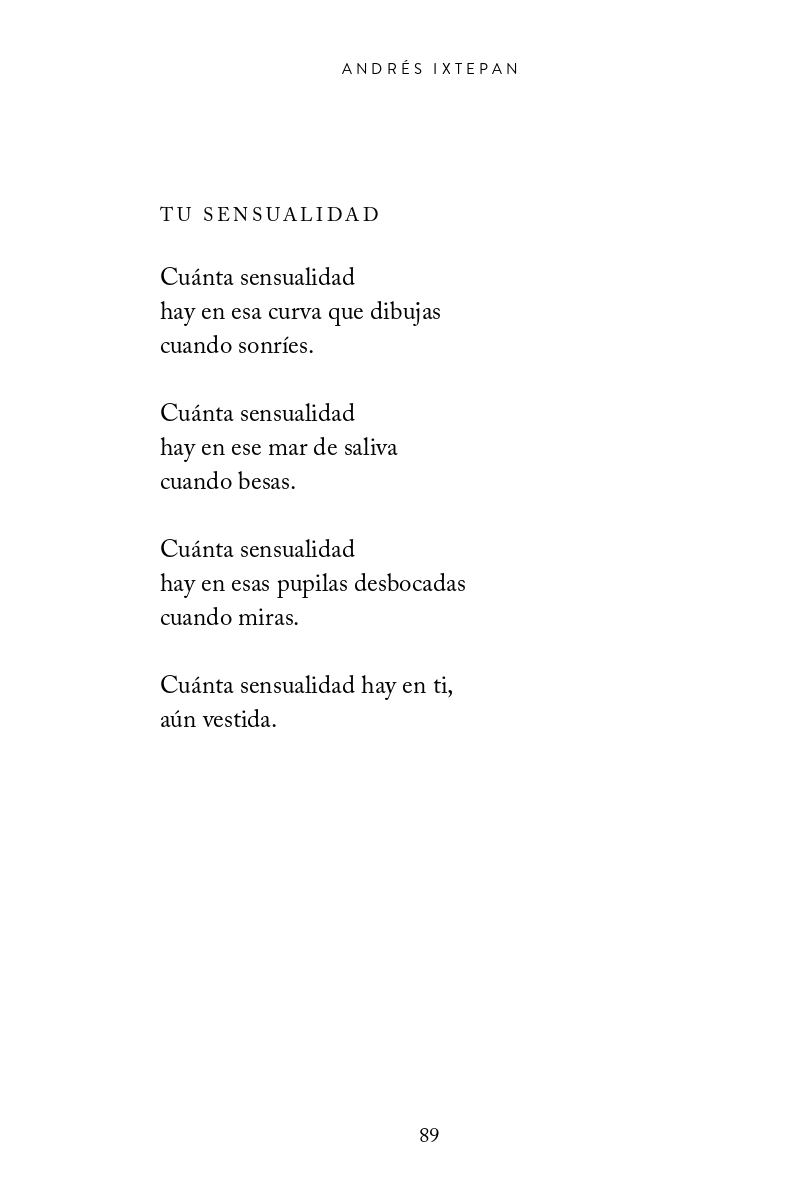 ANDRÉS IXTEPAN
TU SENSUALIDAD
Cuánta sensualidad
hay en esa curva que dibujas
cuando sonríes.
Cuánta sensualidad
hay en ese mar de saliva
cuando besas.
Cuánta sensualidad
hay en esas pupilas desbocadas
cuando miras.
Cuánta sensualidad hay en ti,
aún vestida.
89